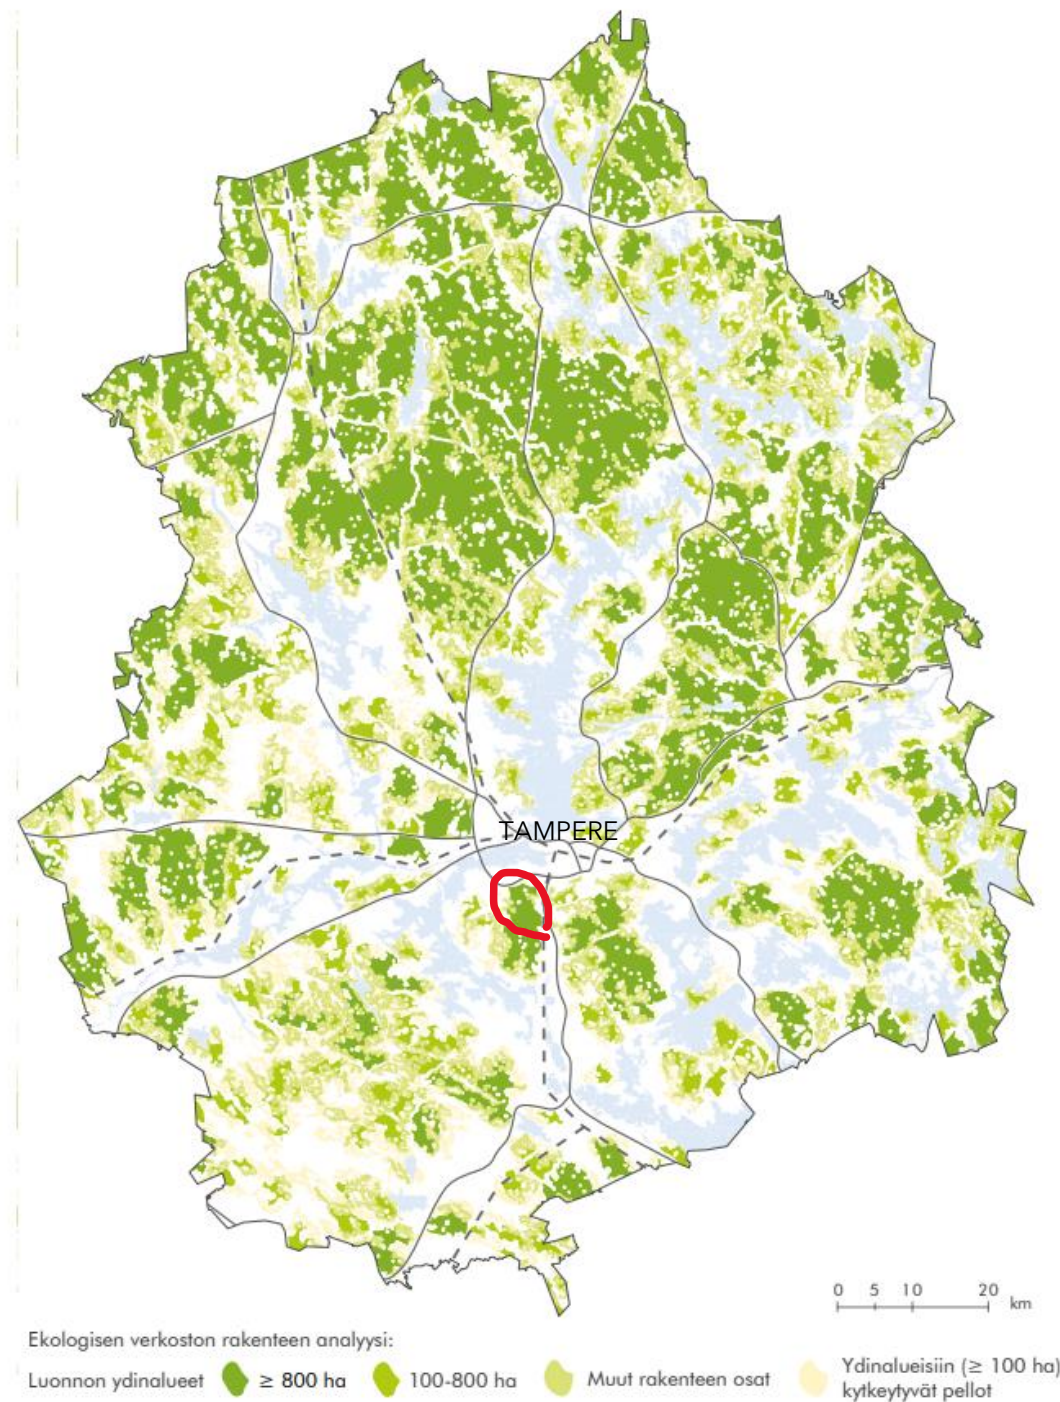 TAMPERE
0 5 10 20 km
Ekologisen verkoston rakenteen analyysi:
Luonnon ydinalueet ≥ 800 ha 100-800 ha Muut rakenteen osat Ydinalueisiin (≥ 100 ha)
kytkeytyvät pellot